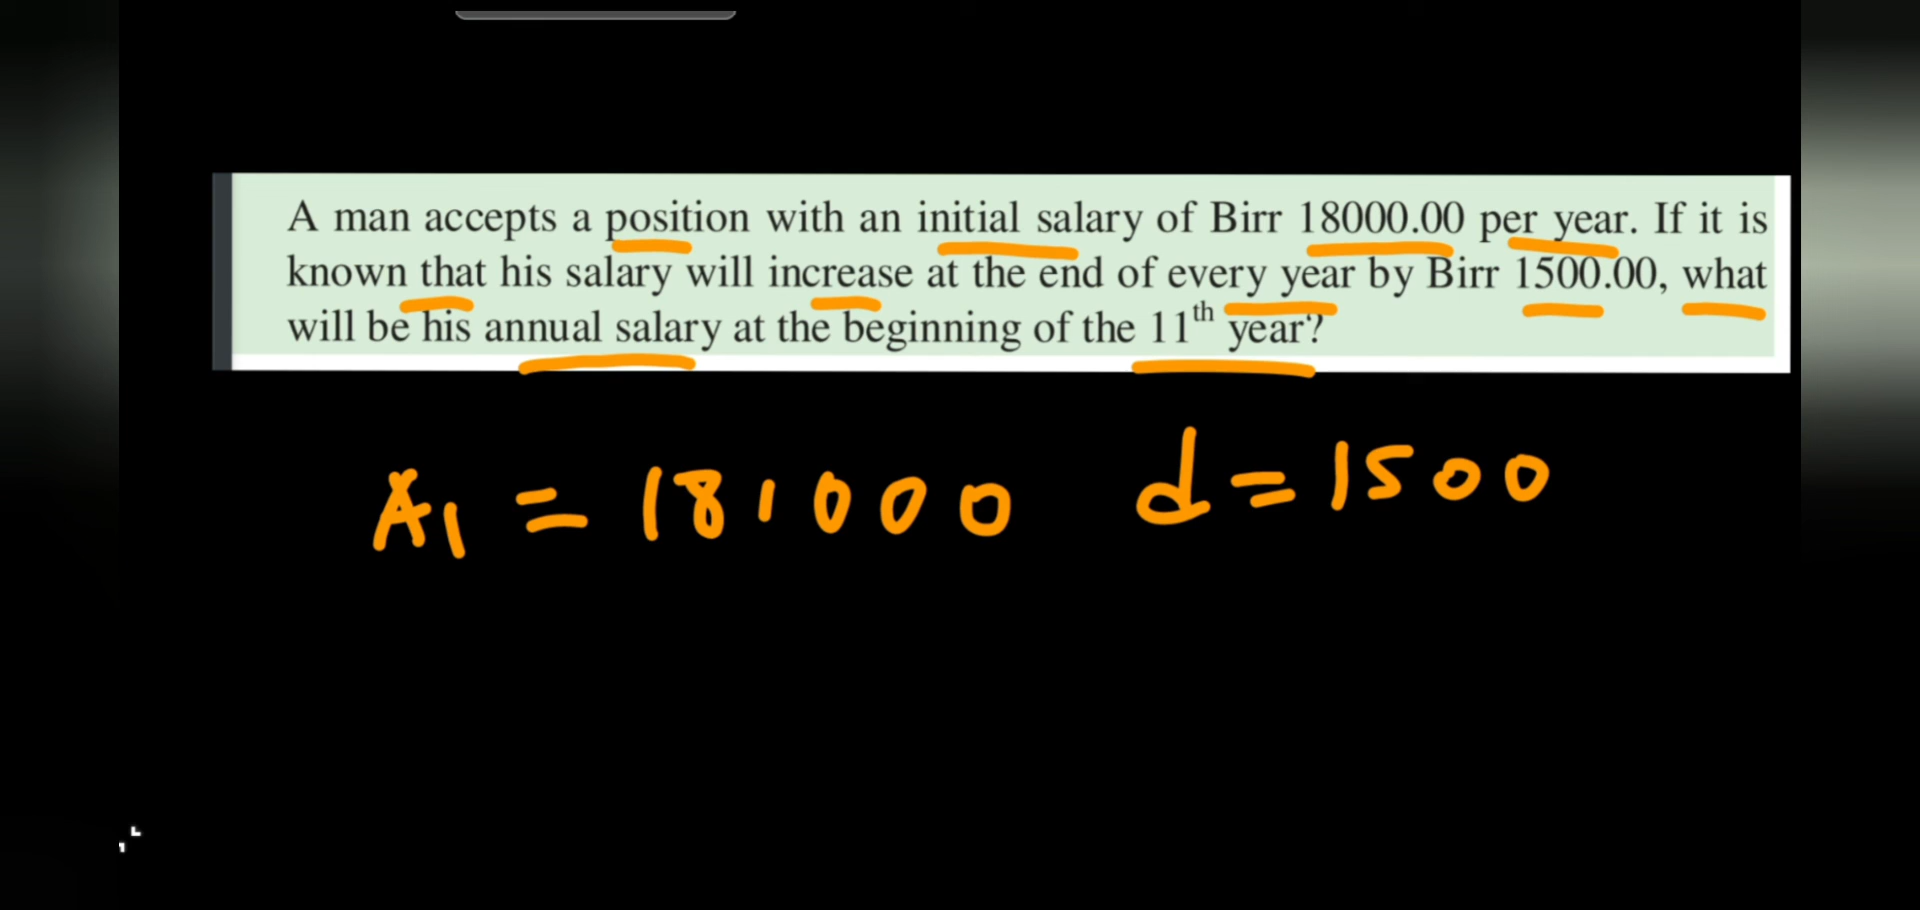 A man accepts a position with an initial salary of Birr 18000.00 per year. If it is
known that his salary will increase at the end of every year by Birr 1500.00, what
will be his annual salary at the beginning of the 11th year?
A1 = 18,000 d = 1500